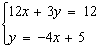 12x + 3y = 12
y = -4x + 5